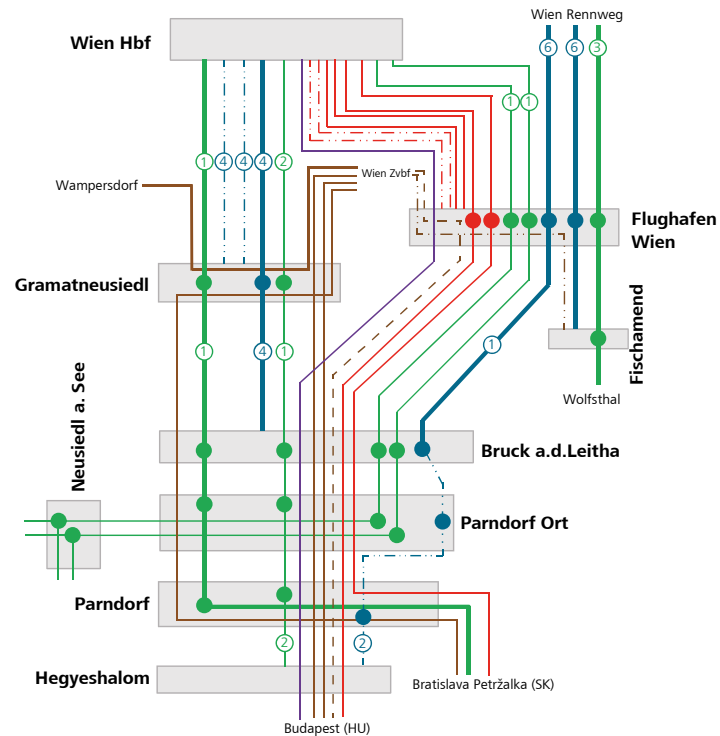 Wien Rennweg
Wien Hbf
6
6
3
1
1
1
4
4
4
2
Wampersdorf
Wien Zvbf
Flughafen
Wien
Gramatneusiedl
Fischamend
1
4
1
1
Neusiedl a. See
Wolfsthal
Bruck a.d.Leitha
Parndorf Ort
Parndorf
2
2
Hegyeshalom
Bratislava Petržalka (SK)
Budapest (HU)